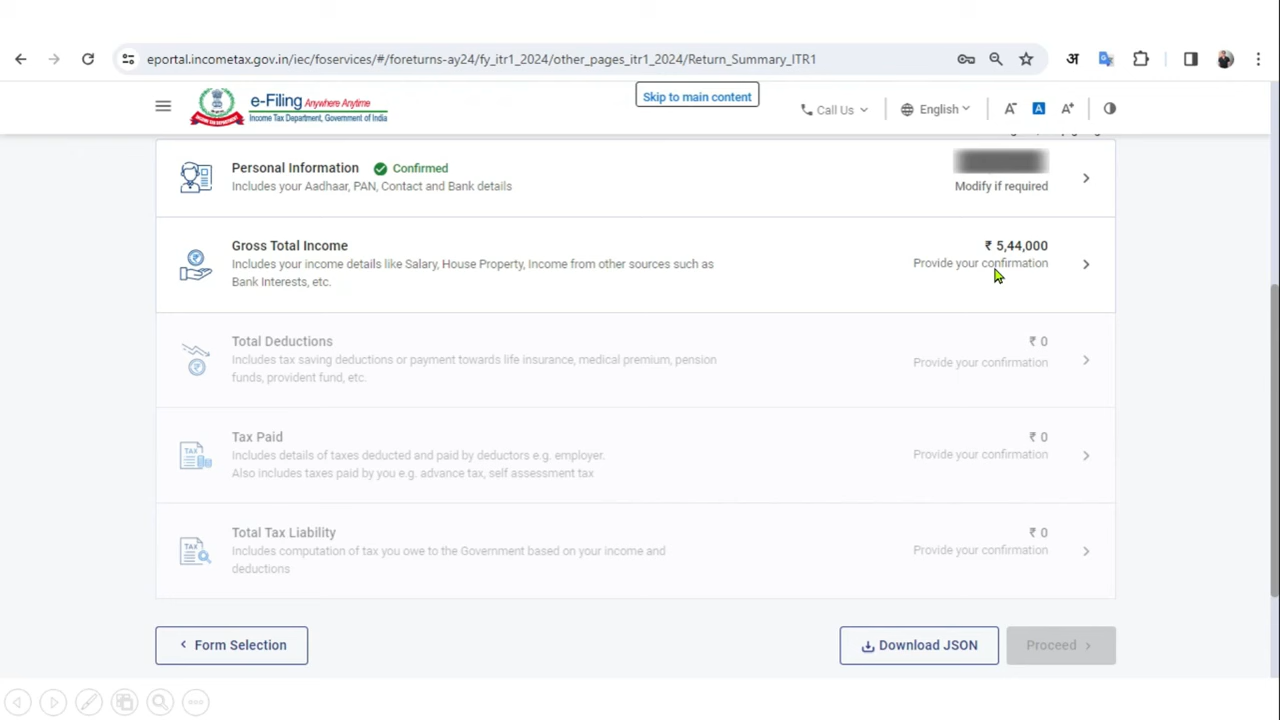 eportal.incometax.gov.in/iec/foservices/#/foreturns-ay24/fy_itr1_2024/other_pages_itr1_2024/Return_Summary_ITR1
अ
Skip to main content
e-Filing Anywhere Anytime
Income Tax Department, Government of India
Call Us
English
A- A A+
Personal Information Confirmed
Includes your Aadhaar, PAN, Contact and Bank details
Modify if required
Gross Total Income
₹ 5,44,000
Includes your income details like Salary, House Property, Income from other sources such as
Bank Interests, etc.
Provide your confirmation
Total Deductions
₹ 0
Includes tax saving deductions or payment towards life insurance, medical premium, pension
funds, provident fund, etc.
Provide your confirmation
Tax Paid
₹ 0
Includes details of taxes deducted and paid by deductors e.g. employer.
Also includes taxes paid by you e.g. advance tax, self assessment tax
Provide your confirmation
Total Tax Liability
₹ 0
Includes computation of tax you owe to the Government based on your income and
deductions
Provide your confirmation
Form Selection
Download JSON
Proceed